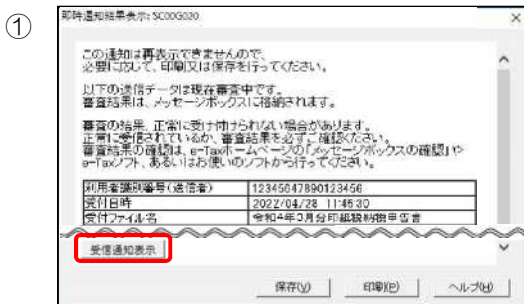 ①
即時通知結果表示：SC00G020
この通知は再表示できませんので、
必要に応じて、印刷又は保存を行ってください。
以下の送信データは現在審査中です。
審査結果は、メッセージボックスに格納されます。
審査の結果、正常に受け付けられない場合があります。
正常に受信されているか、審査結果を必ずご確認ください。
審査結果の確認は、e-Taxホームページの「メッセージボックスの確認」や
e-Taxソフト、あるいはお使いのソフトから行ってください。
利用者識別番号(送信者) 12345647890123456
受付日時 2022/04/28 11:46:30
受付ファイル名 令和4年3月分印紙税納税申告書
受信通知表示
保存(V) 印刷(P) ヘルプ(H)